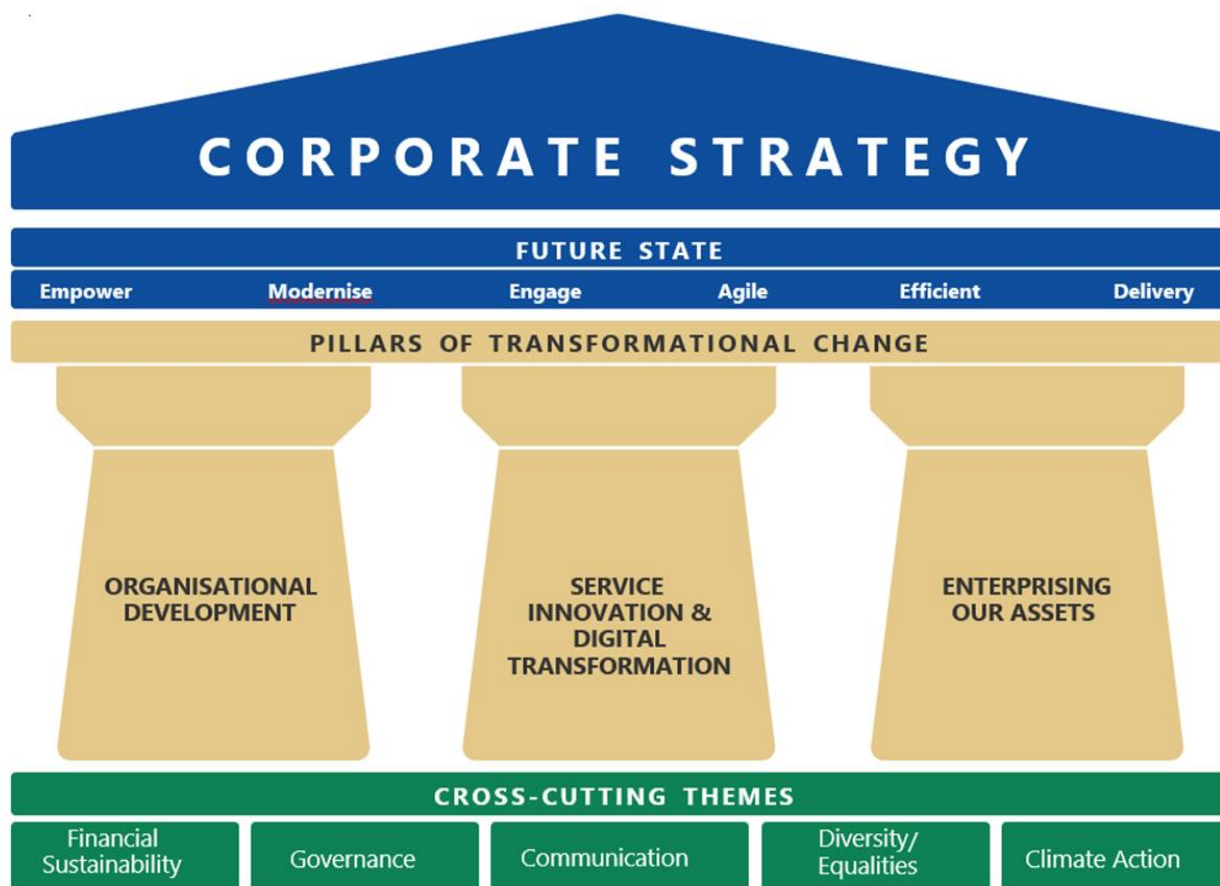 CORPORATE STRATEGY
FUTURE STATE
Empower Modernise Engage Agile Efficient Delivery
PILLARS OF TRANSFORMATIONAL CHANGE
ORGANISATIONAL
DEVELOPMENT
SERVICE
INNOVATION &
DIGITAL
TRANSFORMATION
ENTERPRISING
OUR ASSETS
CROSS-CUTTING THEMES
Financial
Sustainability
Governance
Communication
Diversity/
Equalities
Climate Action